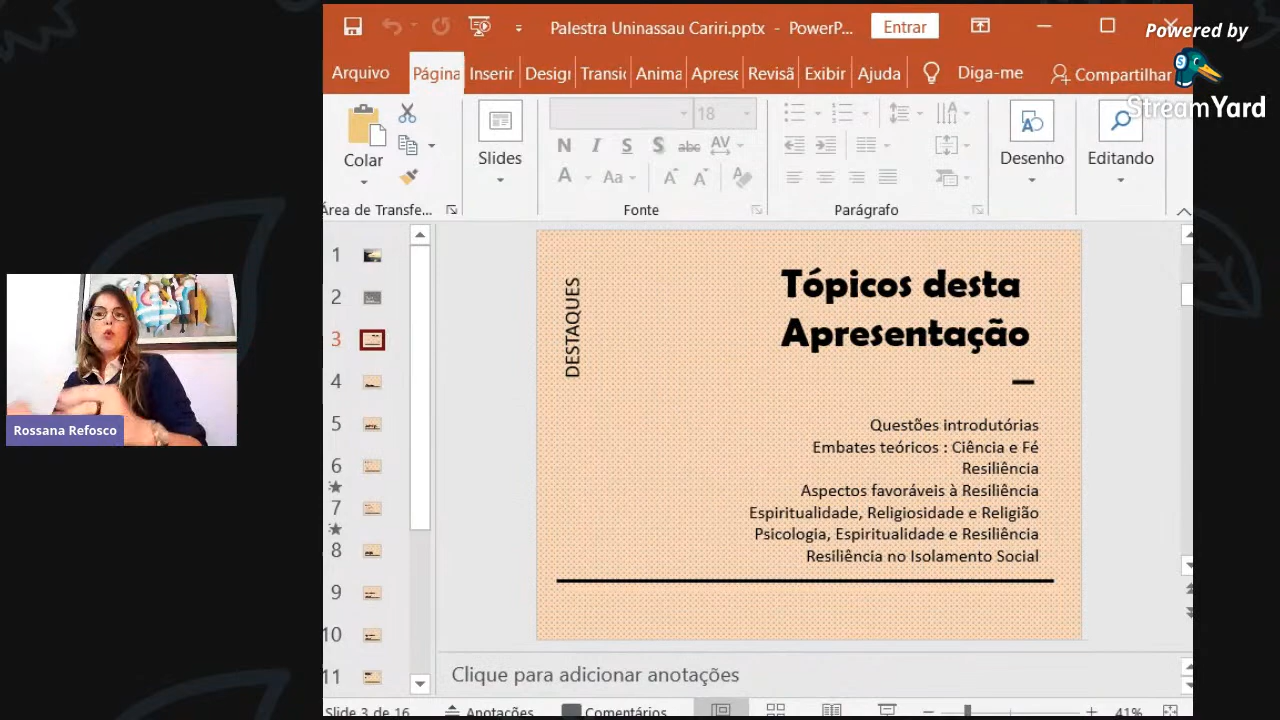 Palestra Uninassau Cariri.pptx - PowerP...
Entrar
Powered by
StreamYard
Arquivo
Página
Inserir
Desigi
Transic
Anima
Aprese
Revisã
Exibir
Ajuda
Diga-me
Compartilhar
Colar
Slides
18
N I S S abc AV
A Aa A A
Desenho
Editando
Área de Transfe...
Fonte
Parágrafo
1
2
3
4
5
6
7
8
9
10
11
DESTAQUES
Tópicos desta
Apresentação
Questões introdutórias
Embates teóricos : Ciência e Fé
Resiliência
Aspectos favoráveis à Resiliência
Espiritualidade, Religiosidade e Religião
Psicologia, Espiritualidade e Resiliência
Resiliência no Isolamento Social
Rossana Refosco
Clique para adicionar anotações
Slide 3 de 16
Anotações
Comentários
41%